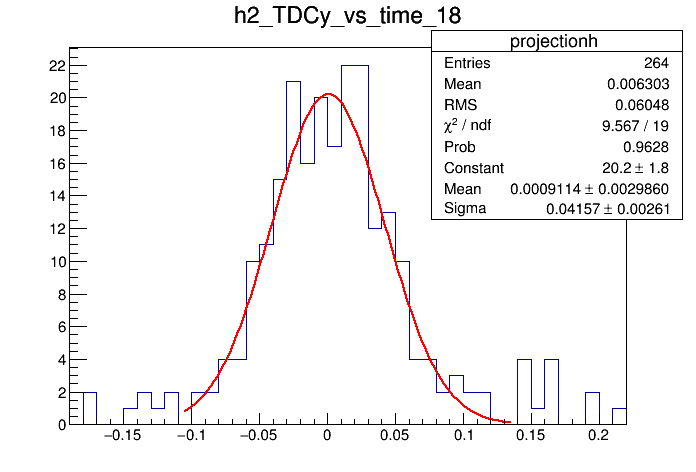 h2_TDCy_vs_time_18
projectionh
Entries 264
Mean 0.006303
RMS 0.06048
χ² / ndf 9.567 / 19
Prob 0.9628
Constant 20.2 ± 1.8
Mean 0.0009114 ± 0.0029860
Sigma 0.04157 ± 0.00261
22
20
18
16
14
12
10
8
6
4
2
0
−0.15 −0.1 −0.05 0 0.05 0.1 0.15 0.2